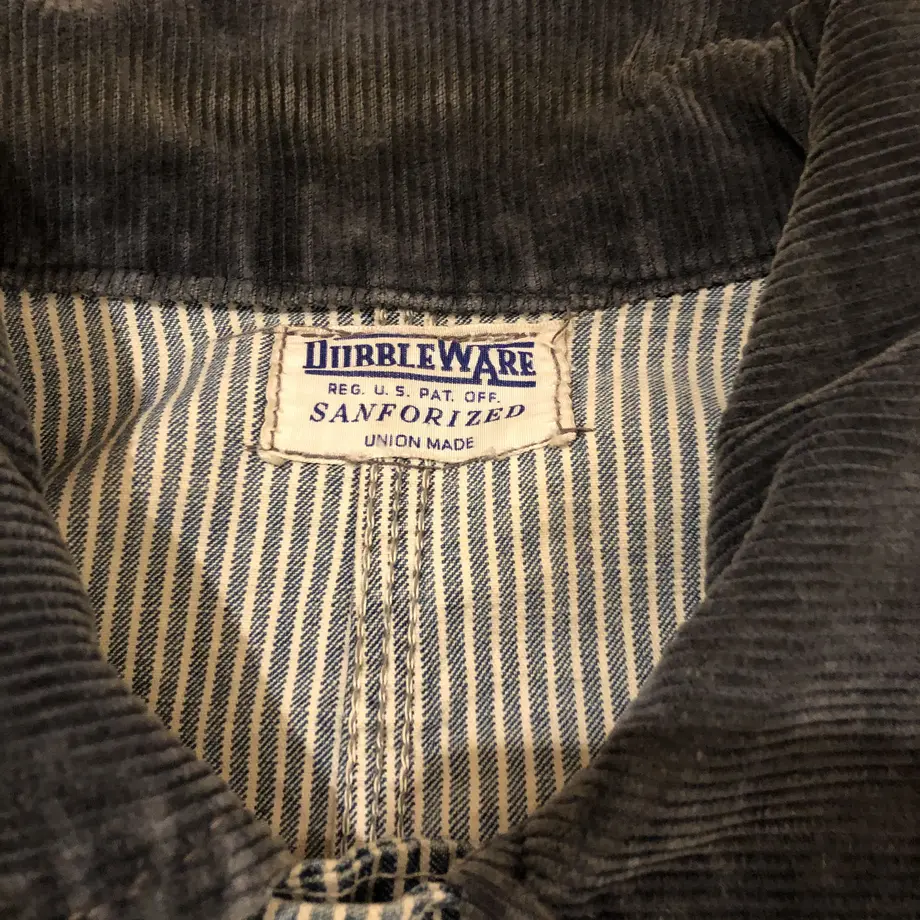 DUBBLEWARE
REG. U. S. PAT. OFF.
SANFORIZED
UNION MADE